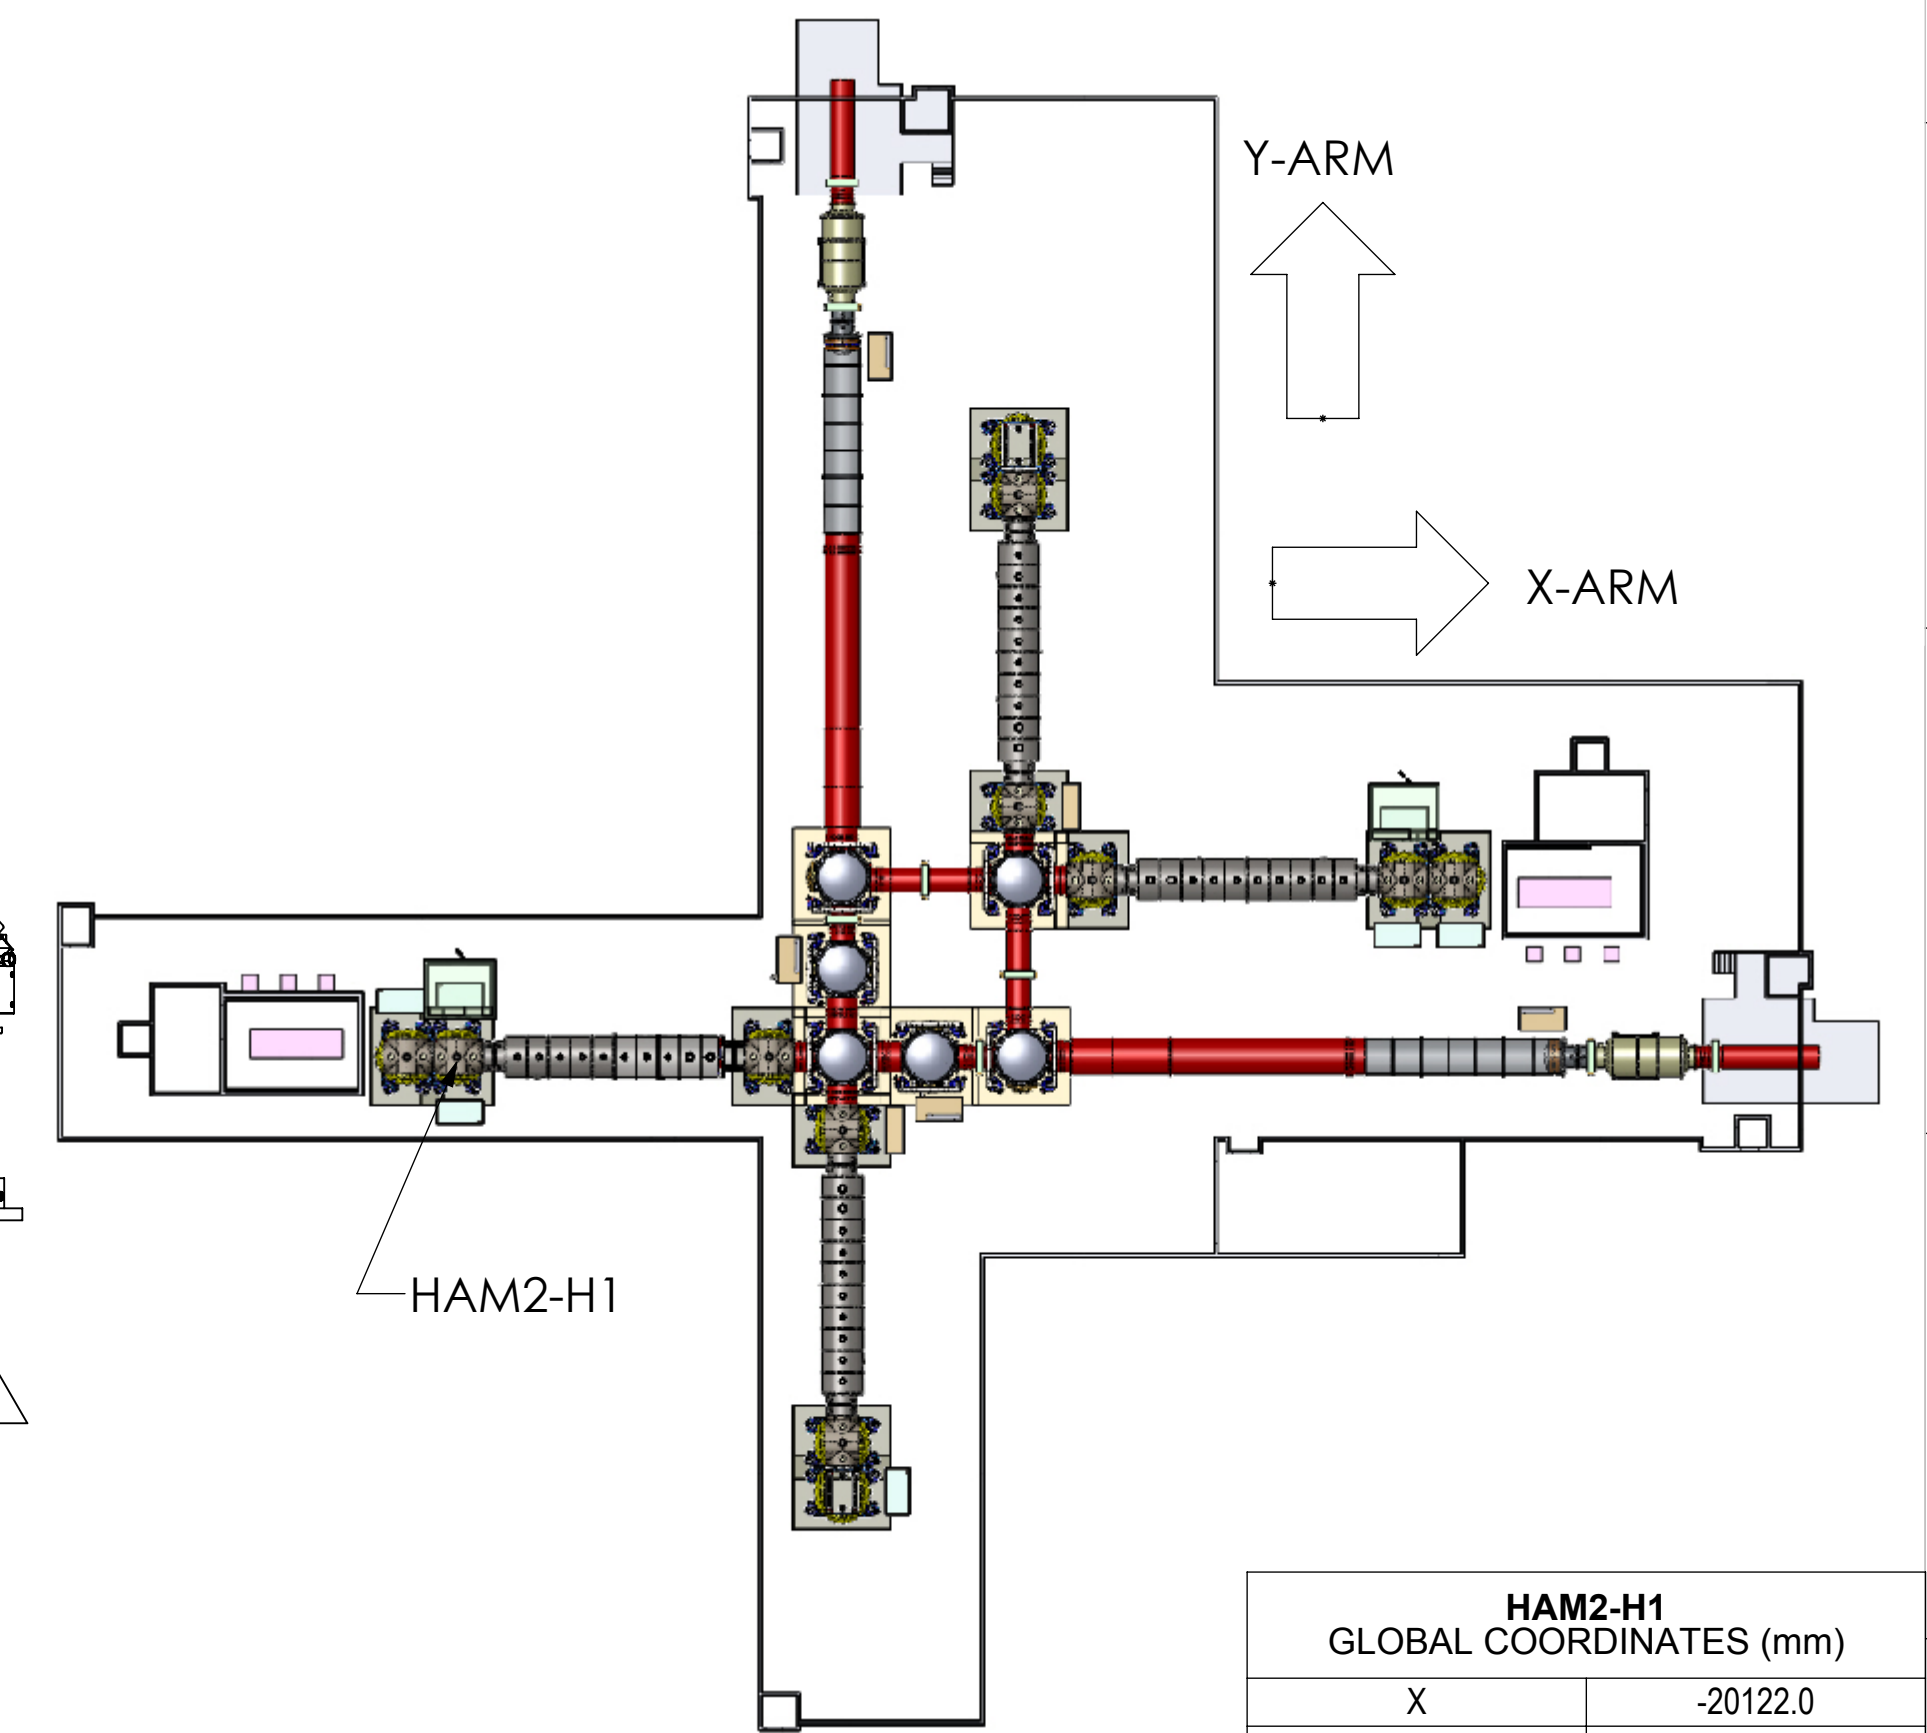 Y-ARM
X-ARM
HAM2-H1
HAM2-H1
GLOBAL COORDINATES (mm)
X -20122.0